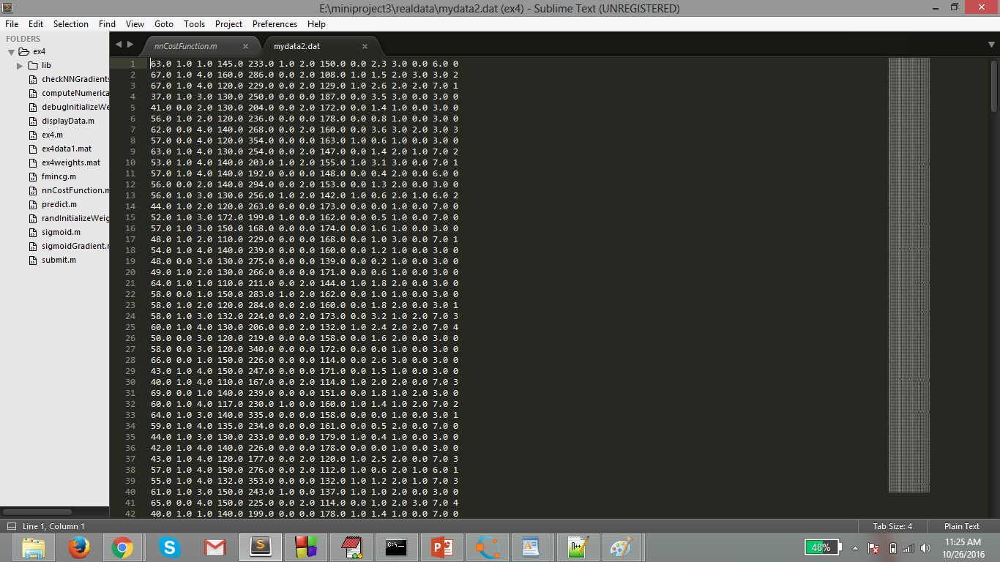 E:\miniproject3\realdata\mydata2.dat (ex4) - Sublime Text (UNREGISTERED)
File Edit Selection Find View Goto Tools Project Preferences Help
FOLDERS
ex4
lib
checkNNGradients
computeNumerica
debugInitializeWe
displayData.m
ex4.m
ex4data1.mat
ex4weights.mat
fmincg.m
nnCostFunction.m
predict.m
randInitializeWeig
sigmoid.m
sigmoidGradient.m
submit.m
nnCostFunction.m mydata2.dat
1 63.0 1.0 1.0 145.0 233.0 1.0 2.0 150.0 0.0 2.3 3.0 0.0 6.0 0
2 67.0 1.0 4.0 160.0 286.0 0.0 2.0 108.0 1.0 1.5 2.0 3.0 3.0 2
3 67.0 1.0 4.0 120.0 229.0 0.0 2.0 129.0 1.0 2.6 2.0 2.0 7.0 1
4 37.0 1.0 3.0 130.0 250.0 0.0 0.0 187.0 0.0 3.5 3.0 0.0 3.0 0
5 41.0 0.0 2.0 130.0 204.0 0.0 2.0 172.0 0.0 1.4 1.0 0.0 3.0 0
6 56.0 1.0 2.0 120.0 236.0 0.0 0.0 178.0 0.0 0.8 1.0 0.0 3.0 0
7 62.0 0.0 4.0 140.0 268.0 0.0 2.0 160.0 0.0 3.6 3.0 2.0 3.0 3
8 57.0 0.0 4.0 120.0 354.0 0.0 0.0 163.0 1.0 0.6 1.0 0.0 3.0 0
9 63.0 1.0 4.0 130.0 254.0 0.0 2.0 147.0 0.0 1.4 2.0 1.0 7.0 2
10 53.0 1.0 4.0 140.0 203.0 1.0 2.0 155.0 1.0 3.1 3.0 0.0 7.0 1
11 57.0 1.0 4.0 140.0 192.0 0.0 0.0 148.0 0.0 0.4 2.0 0.0 6.0 0
12 56.0 0.0 2.0 140.0 294.0 0.0 2.0 153.0 0.0 1.3 2.0 0.0 3.0 0
13 56.0 1.0 3.0 130.0 256.0 1.0 2.0 142.0 1.0 0.6 2.0 1.0 6.0 2
14 44.0 1.0 2.0 120.0 263.0 0.0 0.0 173.0 0.0 0.0 1.0 0.0 7.0 0
15 52.0 1.0 3.0 172.0 199.0 1.0 0.0 162.0 0.0 0.5 1.0 0.0 7.0 0
16 57.0 1.0 3.0 150.0 168.0 0.0 0.0 174.0 0.0 1.6 1.0 0.0 3.0 0
17 48.0 1.0 2.0 110.0 229.0 0.0 0.0 168.0 0.0 1.0 3.0 0.0 7.0 1
18 54.0 1.0 4.0 140.0 239.0 0.0 0.0 160.0 0.0 1.2 1.0 0.0 3.0 0
19 48.0 0.0 3.0 130.0 275.0 0.0 0.0 139.0 0.0 0.2 1.0 0.0 3.0 0
20 49.0 1.0 2.0 130.0 266.0 0.0 0.0 171.0 0.0 0.6 1.0 0.0 3.0 0
21 64.0 1.0 1.0 110.0 211.0 0.0 2.0 144.0 1.0 1.8 2.0 0.0 3.0 0
22 58.0 0.0 1.0 150.0 283.0 1.0 2.0 162.0 0.0 1.0 1.0 0.0 3.0 0
23 58.0 1.0 2.0 120.0 284.0 0.0 2.0 160.0 0.0 1.8 2.0 0.0 3.0 1
24 58.0 1.0 3.0 132.0 224.0 0.0 2.0 173.0 0.0 3.2 1.0 2.0 7.0 3
25 60.0 1.0 4.0 130.0 206.0 0.0 2.0 132.0 1.0 2.4 2.0 2.0 7.0 4
26 50.0 0.0 3.0 120.0 219.0 0.0 0.0 158.0 0.0 1.6 2.0 0.0 3.0 0
27 58.0 0.0 3.0 120.0 340.0 0.0 0.0 172.0 0.0 0.0 1.0 0.0 3.0 0
28 66.0 0.0 1.0 150.0 226.0 0.0 0.0 114.0 0.0 2.6 3.0 0.0 3.0 0
29 43.0 1.0 4.0 150.0 247.0 0.0 0.0 171.0 0.0 1.5 1.0 0.0 3.0 0
30 40.0 1.0 4.0 110.0 167.0 0.0 2.0 114.0 1.0 2.0 2.0 0.0 7.0 3
31 69.0 0.0 1.0 140.0 239.0 0.0 0.0 151.0 0.0 1.8 1.0 2.0 3.0 0
32 60.0 1.0 4.0 117.0 230.0 1.0 0.0 160.0 1.0 1.4 1.0 2.0 7.0 2
33 64.0 1.0 3.0 140.0 335.0 0.0 0.0 158.0 0.0 0.0 1.0 0.0 3.0 1
34 59.0 1.0 4.0 135.0 234.0 0.0 0.0 161.0 0.0 0.5 2.0 0.0 7.0 0
35 44.0 1.0 3.0 130.0 233.0 0.0 0.0 179.0 1.0 0.4 1.0 0.0 3.0 0
36 42.0 1.0 4.0 140.0 226.0 0.0 0.0 178.0 0.0 0.0 1.0 0.0 3.0 0
37 43.0 1.0 4.0 120.0 177.0 0.0 2.0 120.0 1.0 2.5 2.0 0.0 7.0 3
38 57.0 1.0 4.0 150.0 276.0 0.0 2.0 112.0 1.0 0.6 2.0 1.0 6.0 1
39 55.0 1.0 4.0 132.0 353.0 0.0 0.0 132.0 1.0 1.2 2.0 1.0 7.0 3
40 61.0 1.0 3.0 150.0 243.0 1.0 0.0 137.0 1.0 1.0 2.0 0.0 3.0 0
41 65.0 0.0 4.0 150.0 225.0 0.0 2.0 114.0 0.0 1.0 2.0 3.0 7.0 4
42 40.0 1.0 1.0 140.0 199.0 0.0 0.0 178.0 1.0 1.4 1.0 0.0 7.0 0
Line 1, Column 1 Tab Size: 4 Plain Text
48% 11:25 AM
10/26/2016